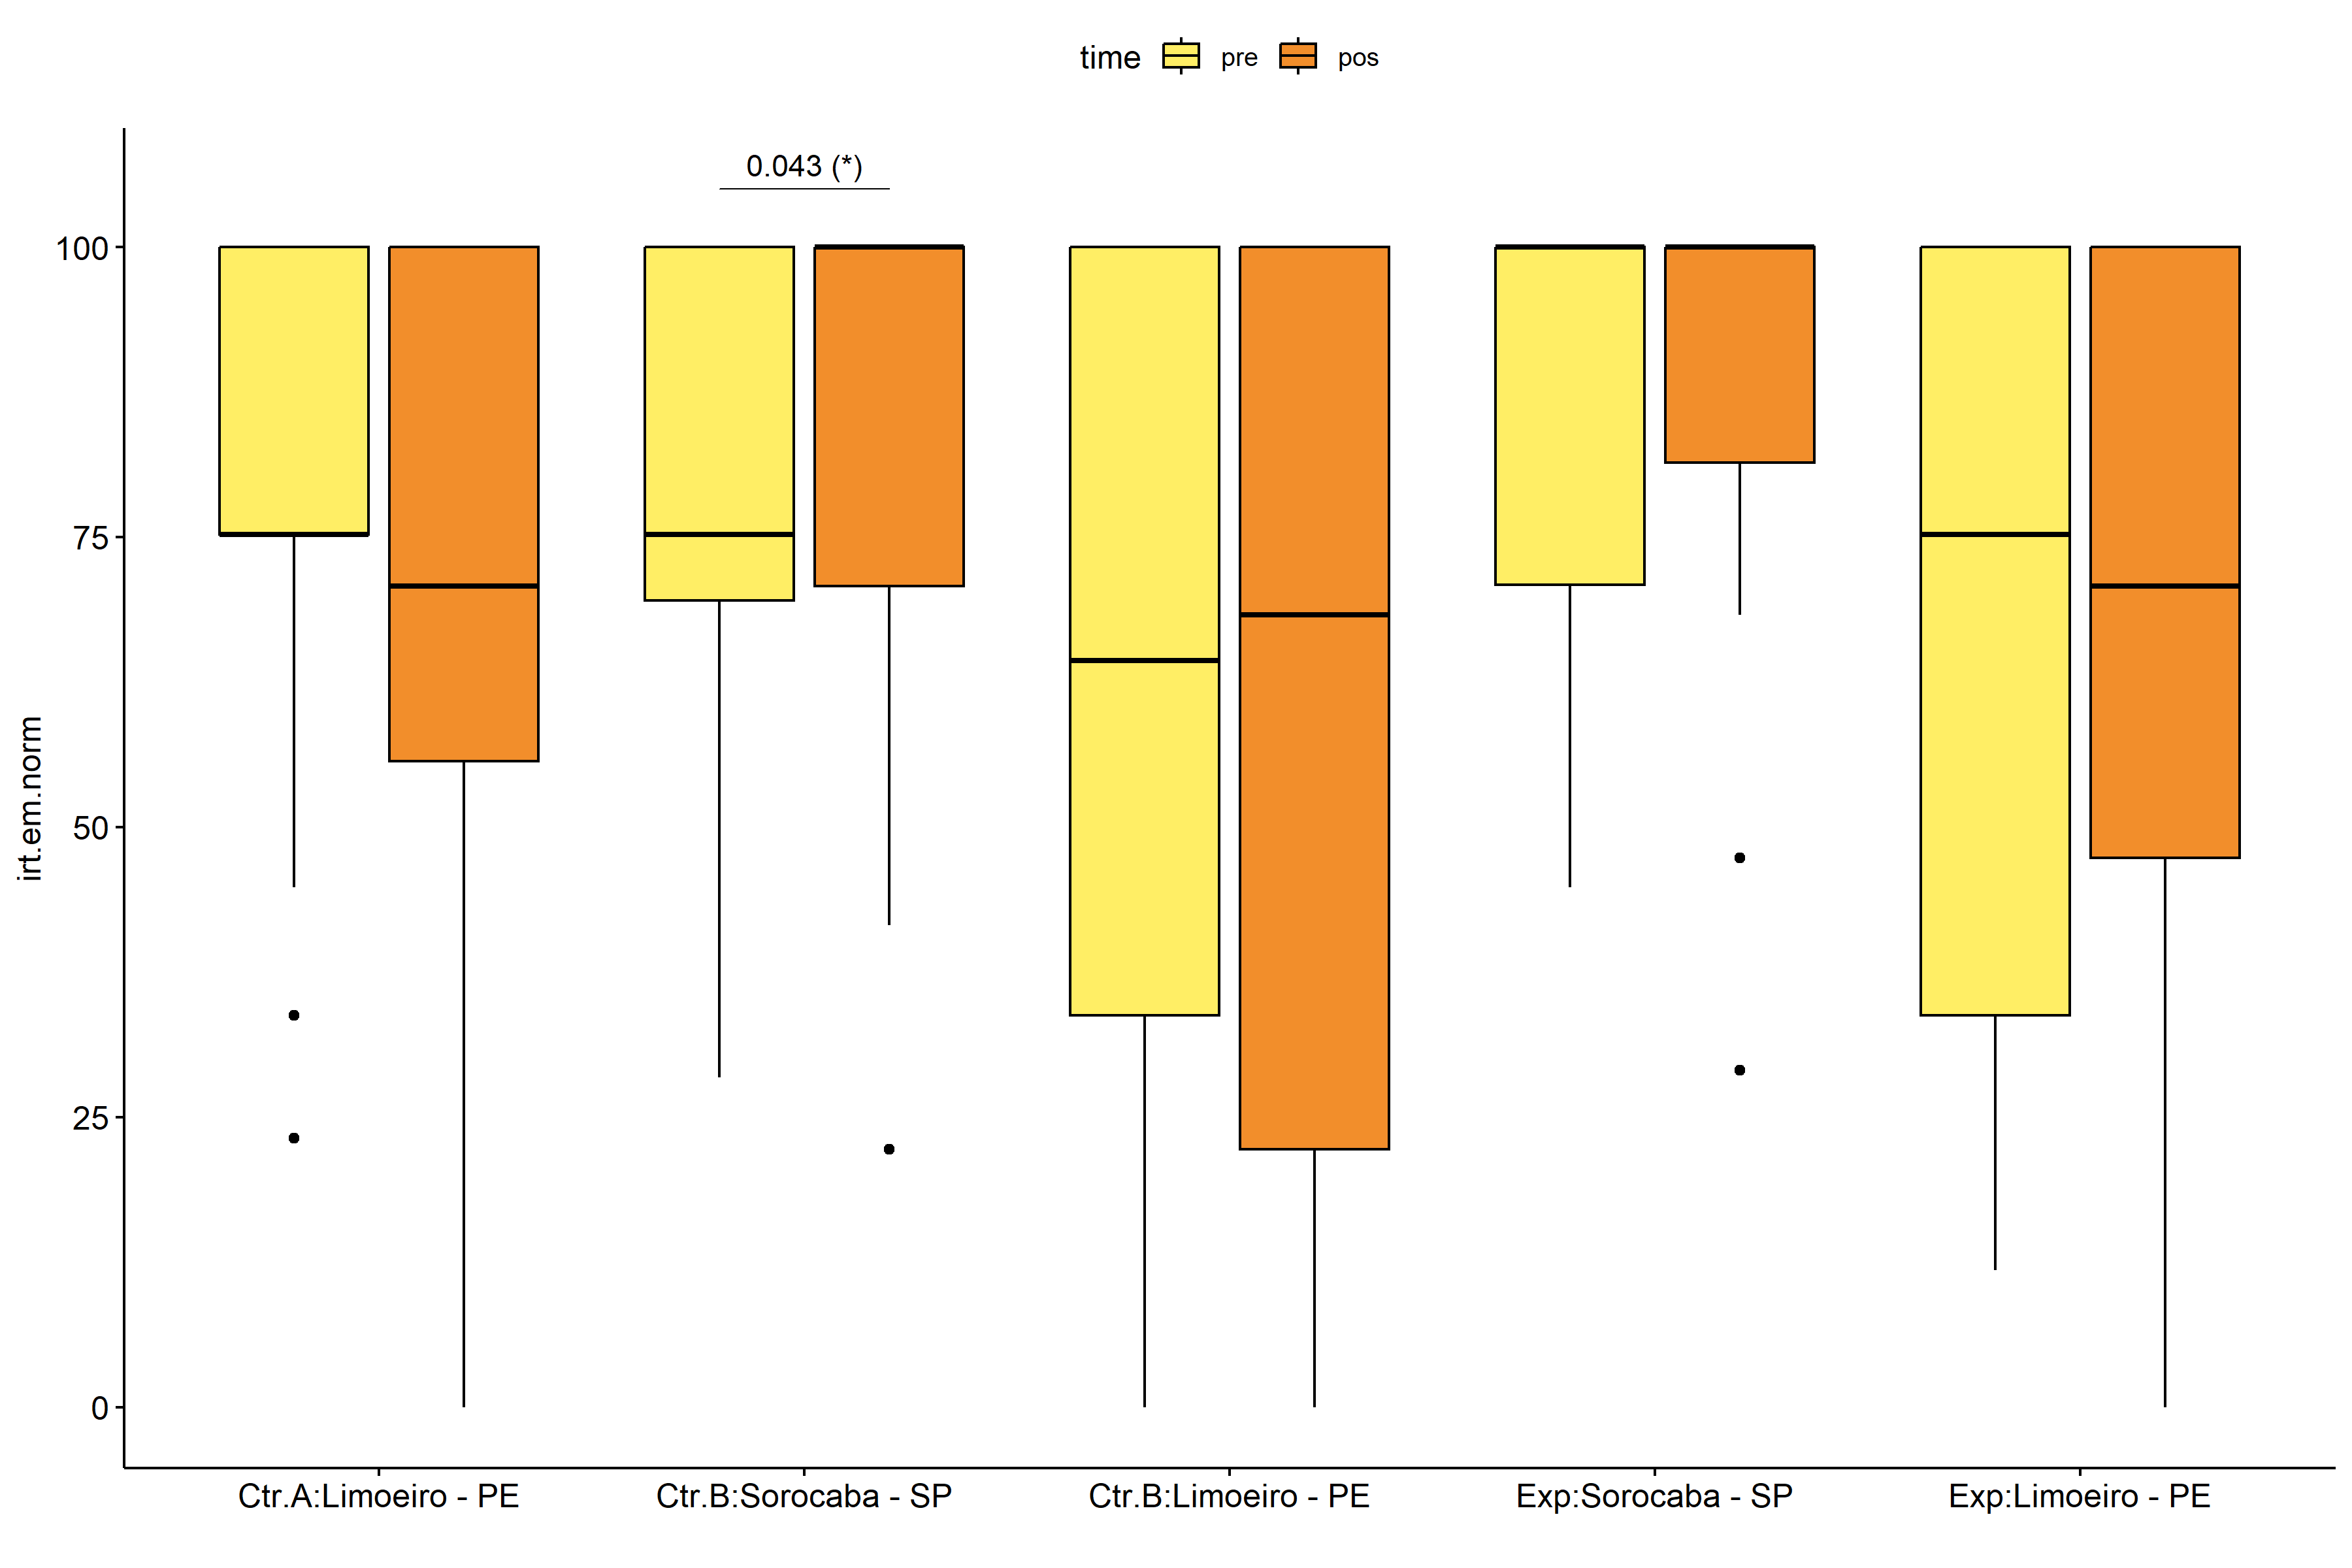 time pre pos
0.043 (*)
100
75
50
25
0
irt.em.norm
Ctr.A:Limoeiro - PE
Ctr.B:Sorocaba - SP
Ctr.B:Limoeiro - PE
Exp:Sorocaba - SP
Exp:Limoeiro - PE